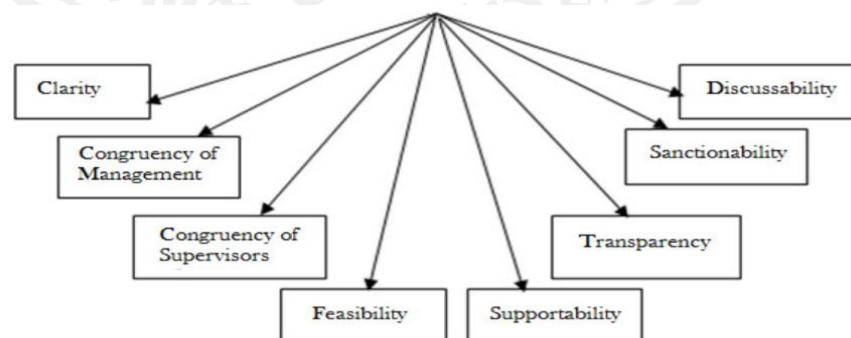 Clarity
Discussability
Congruency of
Management
Sanctionability
Congruency of
Supervisors
Transparency
Feasibility
Supportability